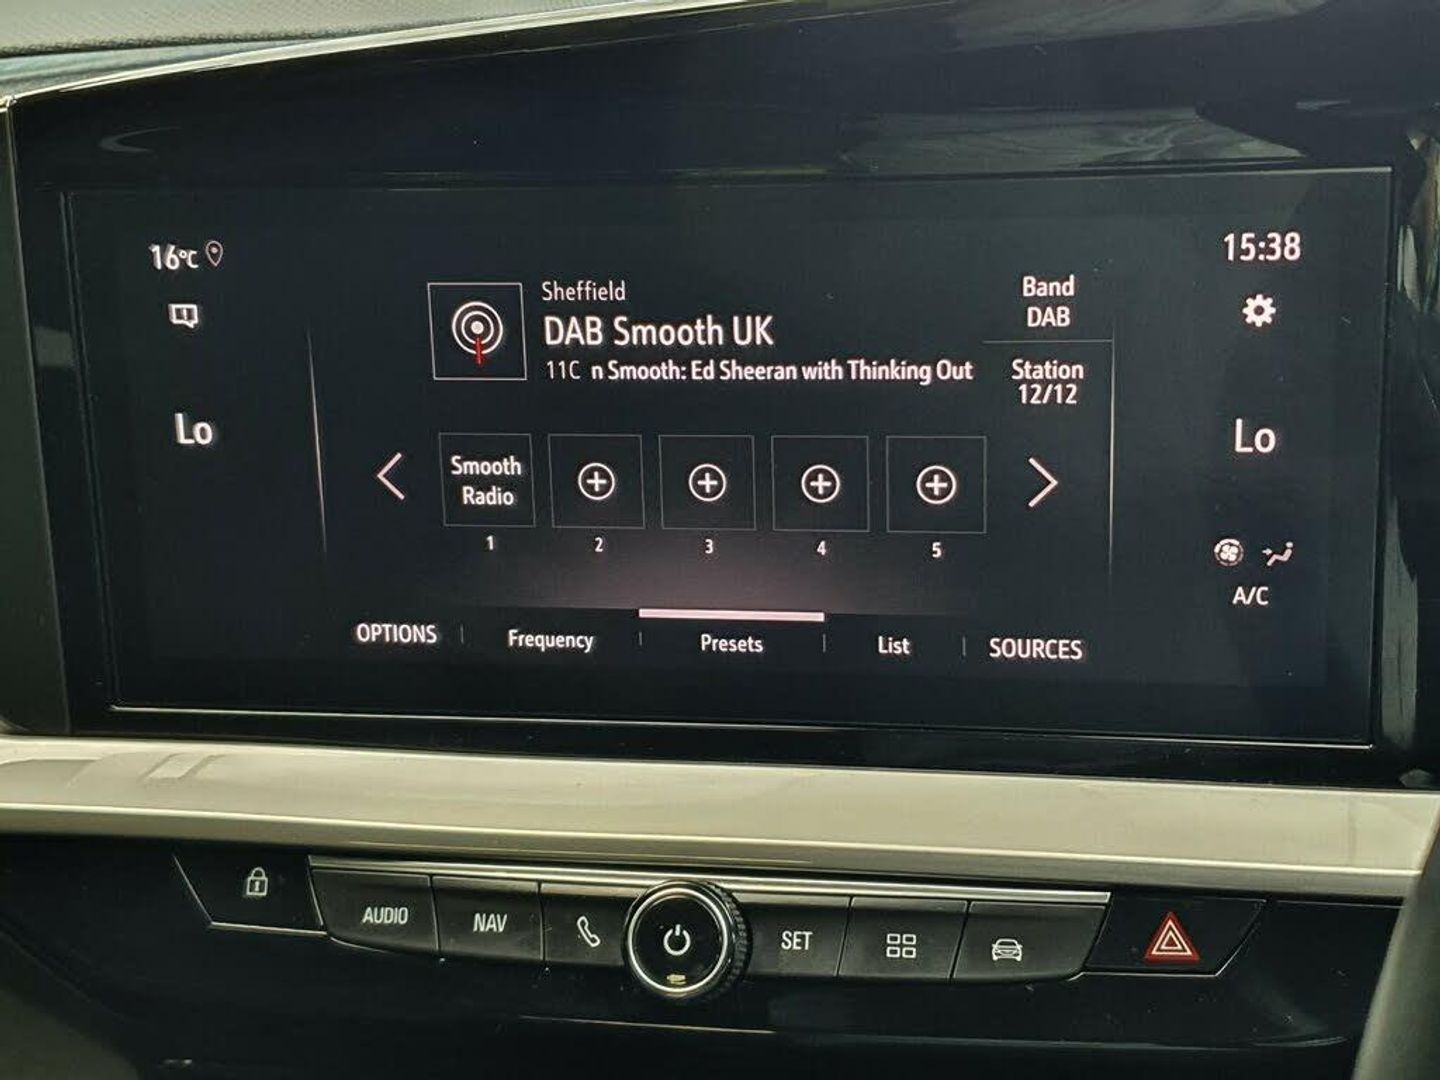 16°C
15:38
Sheffield
DAB Smooth UK
11C n Smooth: Ed Sheeran with Thinking Out
Band
DAB
Station
12/12
Lo
Lo
Smooth
Radio
1
2
3
4
5
A/C
OPTIONS
Frequency
Presets
List
SOURCES
AUDIO
NAV
SET